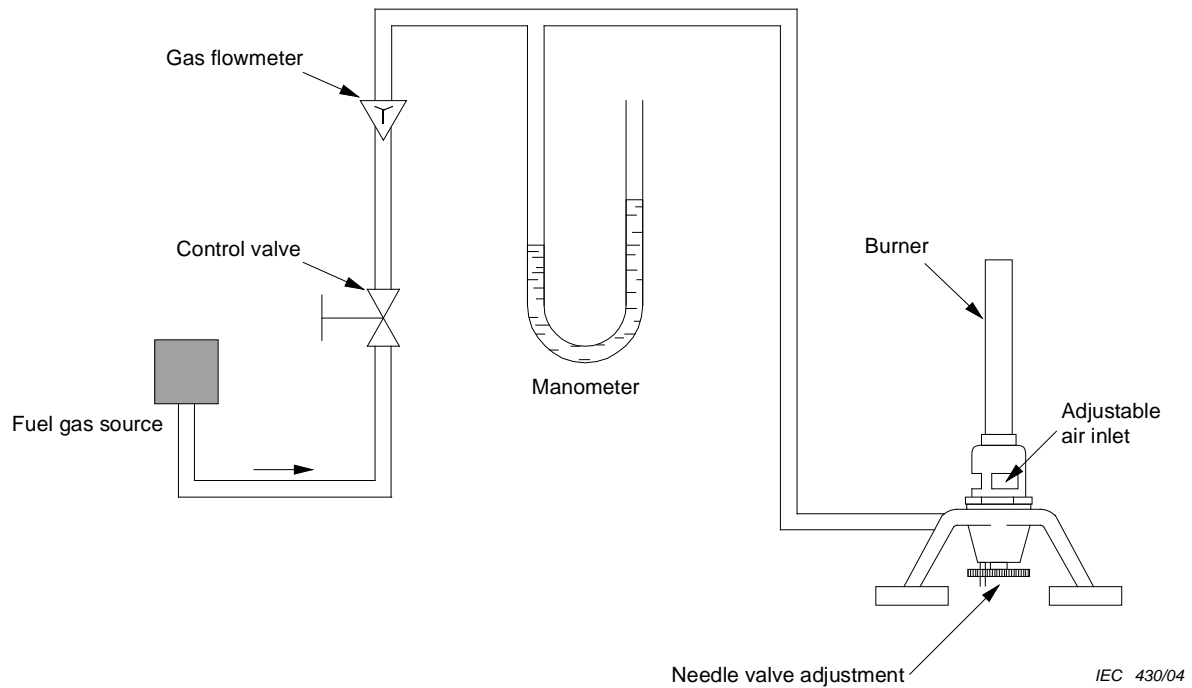 Gas flowmeter
Control valve
Fuel gas source
Manometer
Burner
Adjustable
air inlet
Needle valve adjustment
IEC 430/04